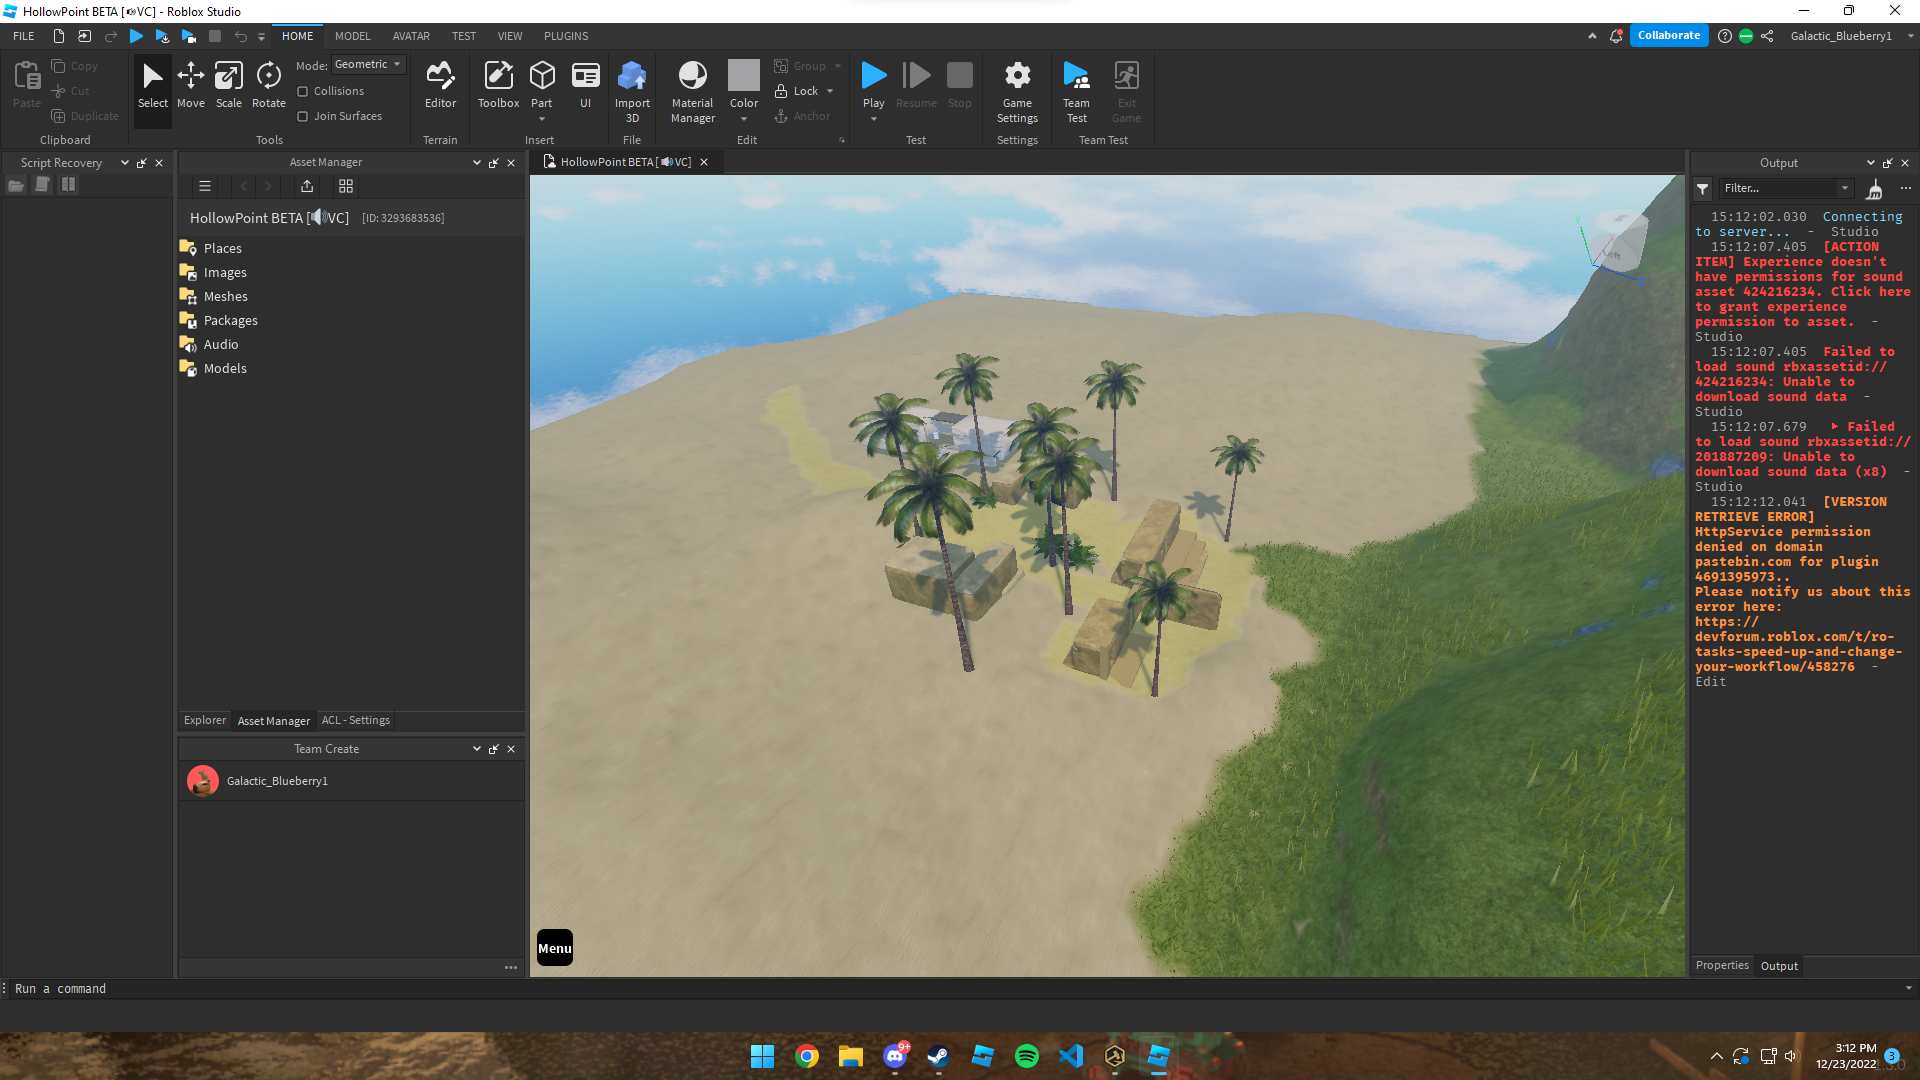 HollowPoint BETA [🔊VC] - Roblox Studio
FILE HOME MODEL AVATAR TEST VIEW PLUGINS Collaborate Galactic_Blueberry1
Paste
Copy
Cut
Duplicate
Clipboard
Select Move Scale Rotate
Mode: Geometric
Collisions
Join Surfaces
Tools
Editor
Terrain
Toolbox Part UI
Insert
Import
3D
File
Material
Manager
Color
Group
Lock
Anchor
Edit
Play Resume Stop
Test
Game
Settings
Settings
Team
Test
Exit
Game
Team Test
Script Recovery
Asset Manager
HollowPoint BETA [🔊VC] [ID: 3293683536]
Places
Images
Meshes
Packages
Audio
Models
Explorer Asset Manager ACL - Settings
Team Create
Galactic_Blueberry1
HollowPoint BETA [🔊VC]
Y
Left
Menu
Output
Filter...
15:12:02.030 Connecting
to server... - Studio
15:12:07.405 [ACTION
ITEM] Experience doesn't
have permissions for sound
asset 424216234. Click here
to grant experience
permission to asset. -
Studio
15:12:07.405 Failed to
load sound rbxassetid://
424216234: Unable to
download sound data -
Studio
15:12:07.679 ▶ Failed
to load sound rbxassetid://
201887209: Unable to
download sound data (x8) -
Studio
15:12:12.041 [VERSION
RETRIEVE ERROR]
HttpService permission
denied on domain
pastebin.com for plugin
4691395973..
Please notify us about this
error here:
https://
devforum.roblox.com/t/ro-
tasks-speed-up-and-change-
your-workflow/458276 -
Edit
Properties Output
Run a command
9+
3:12 PM
12/23/2022
3
1.3.0